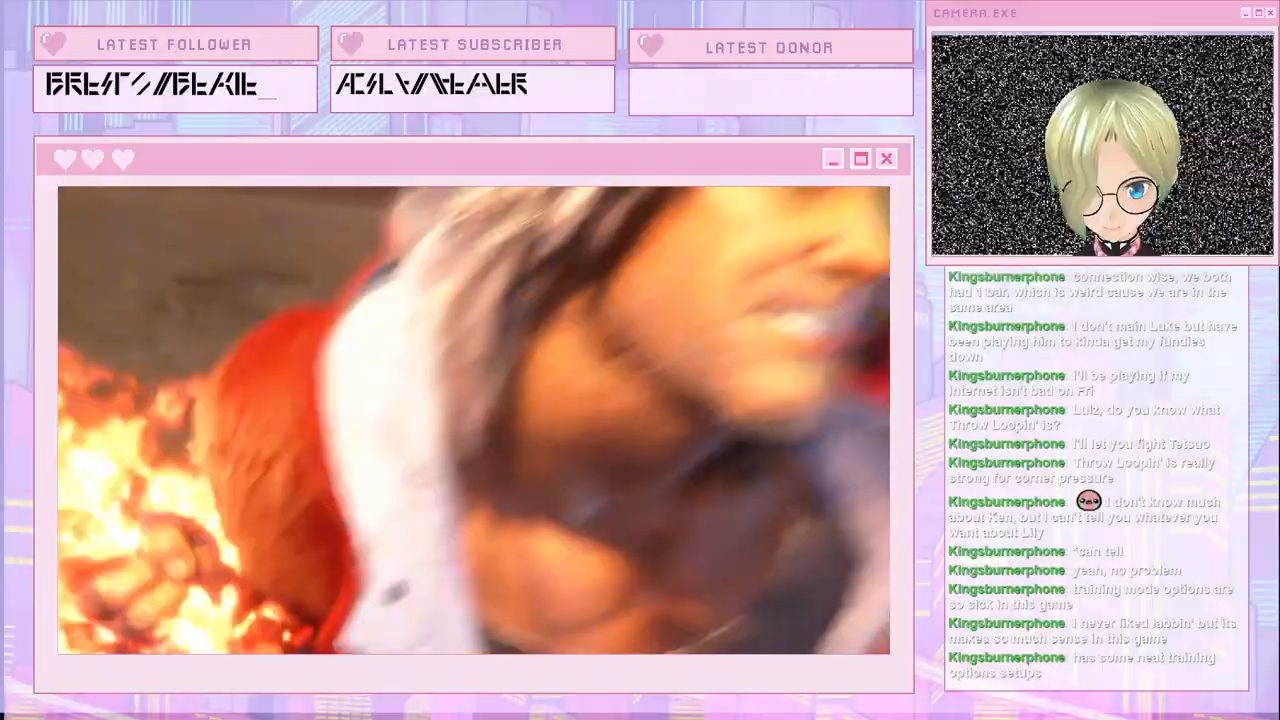 LATEST FOLLOWER
LATEST SUBSCRIBER
LATEST DONOR
CAMERA.EXE
Kingsburnerphone connection wise, we both
had 1 bar, which is weird cause we are in the
same area
Kingsburnerphone I don't main Luke but have
been playing him to kinda get my fundies
down
Kingsburnerphone I'll be playing if my
internet isn't bad on Fri
Kingsburnerphone Lulz, do you know what
Throw Loopin' is?
Kingsburnerphone I'll let you fight Tetsuo
Kingsburnerphone Throw Loopin' is really
strong for corner pressure
Kingsburnerphone I don't know much
about Ken, but I can't tell you whatever you
want about Lily
Kingsburnerphone *can tell
Kingsburnerphone yeah, no problem
Kingsburnerphone training mode options are
so sick in this game
Kingsburnerphone I never liked labbin' but its
makes so much sense in this game
Kingsburnerphone has some neat training
options setups